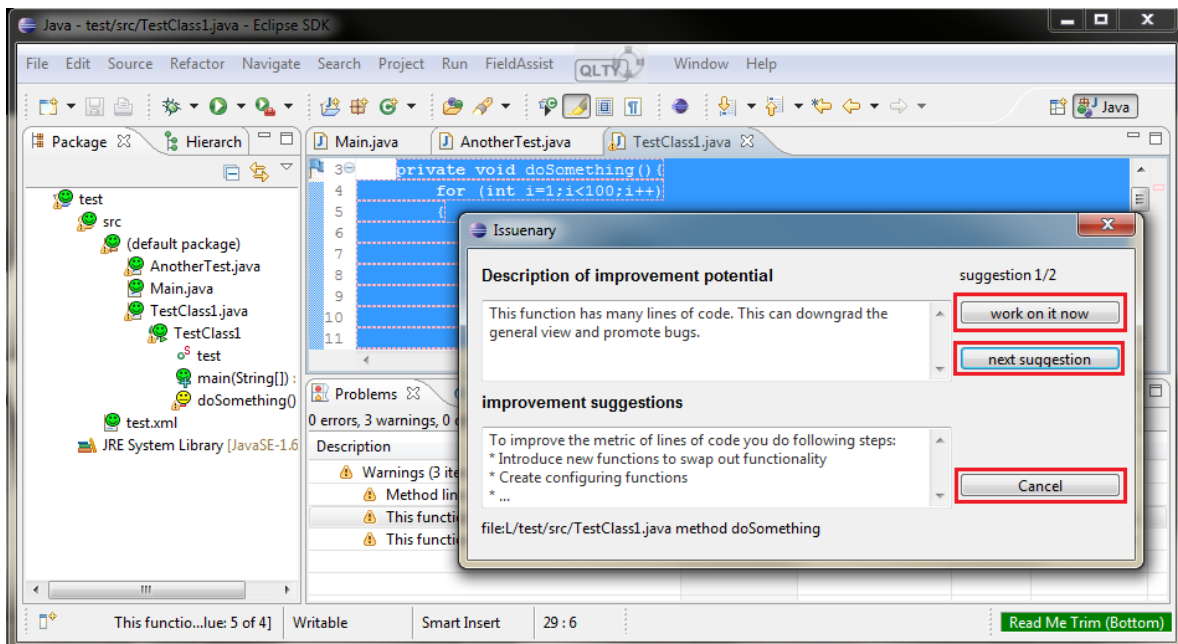 Java - test/src/TestClass1.java - Eclipse SDK
File Edit Source Refactor Navigate Search Project Run FieldAssist QLTY Window Help
Java
Package Hierarch
Main.java AnotherTest.java TestClass1.java
test
src
(default package)
AnotherTest.java
Main.java
TestClass1.java
TestClass1
S test
main(String[]) :
doSomething()
test.xml
JRE System Library [JavaSE-1.6
3 private void doSomething(){
4 for (int i=1;i<100;i++)
5 {
6
7
8
9
10
11
Problems
0 errors, 3 warnings, 0
Description
Warnings (3 ite
Method lin
This functi
This functi
Issuenary
Description of improvement potential
suggestion 1/2
This function has many lines of code. This can downgrad the
general view and promote bugs.
work on it now
next suggestion
improvement suggestions
To improve the metric of lines of code you do following steps:
* Introduce new functions to swap out functionality
* Create configuring functions
* ...
Cancel
file:L/test/src/TestClass1.java method doSomething
This functio...lue: 5 of 4] Writable Smart Insert 29 : 6 Read Me Trim (Bottom)